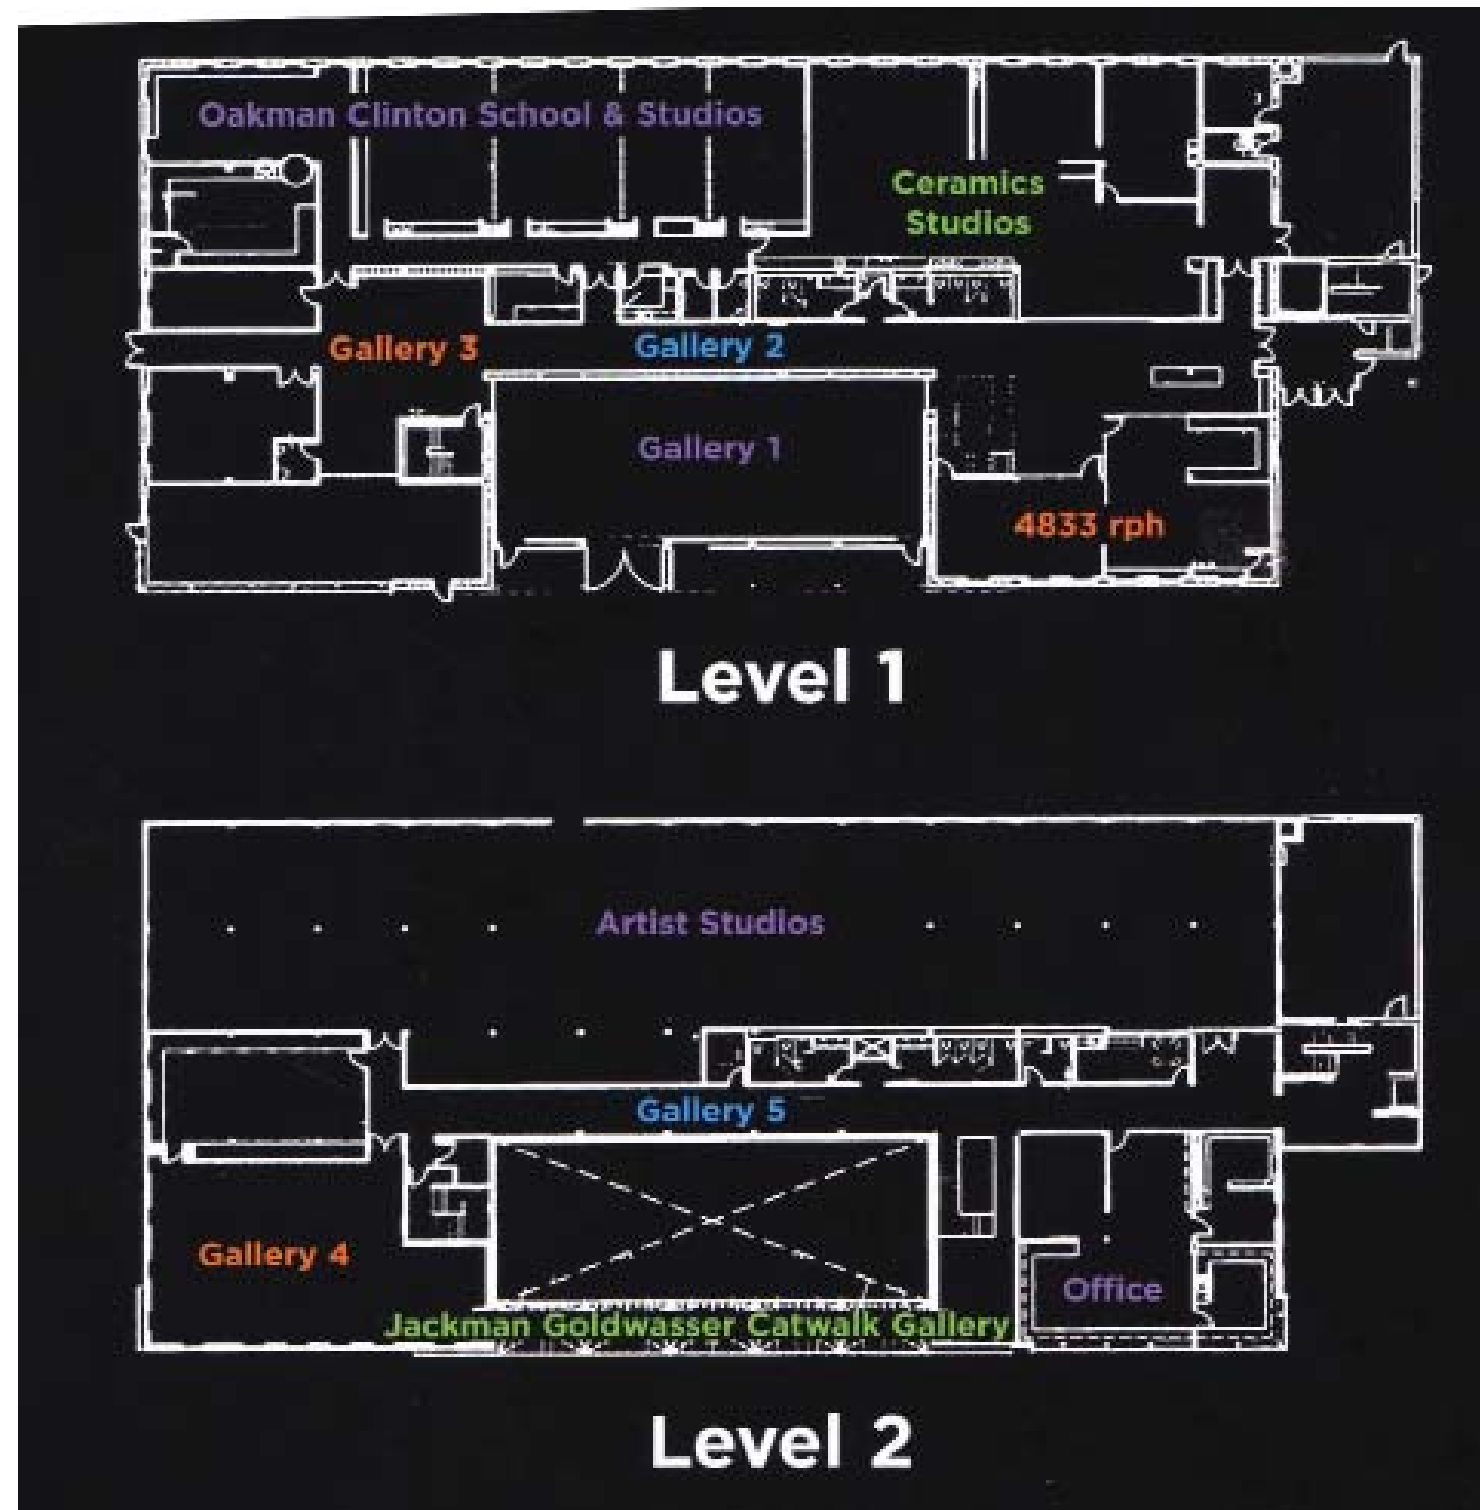 Oakman Clinton School & Studios
Ceramics
Studios
Gallery 3
Gallery 2
Gallery 1
4833 rph
Level 1
Artist Studios
Gallery 5
Gallery 4
Office
Jackman Goldwasser Catwalk Gallery
Level 2